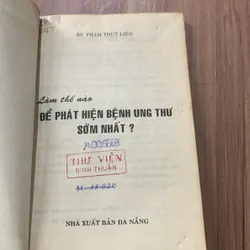 BS PHẠM THÚY LIÊN
Làm thế nào
ĐỂ PHÁT HIỆN BỆNH UNG THƯ
SỚM NHẤT ?
THƯ VIỆN
NINH THUẬN
NHÀ XUẤT BẢN ĐÀ NẴNG